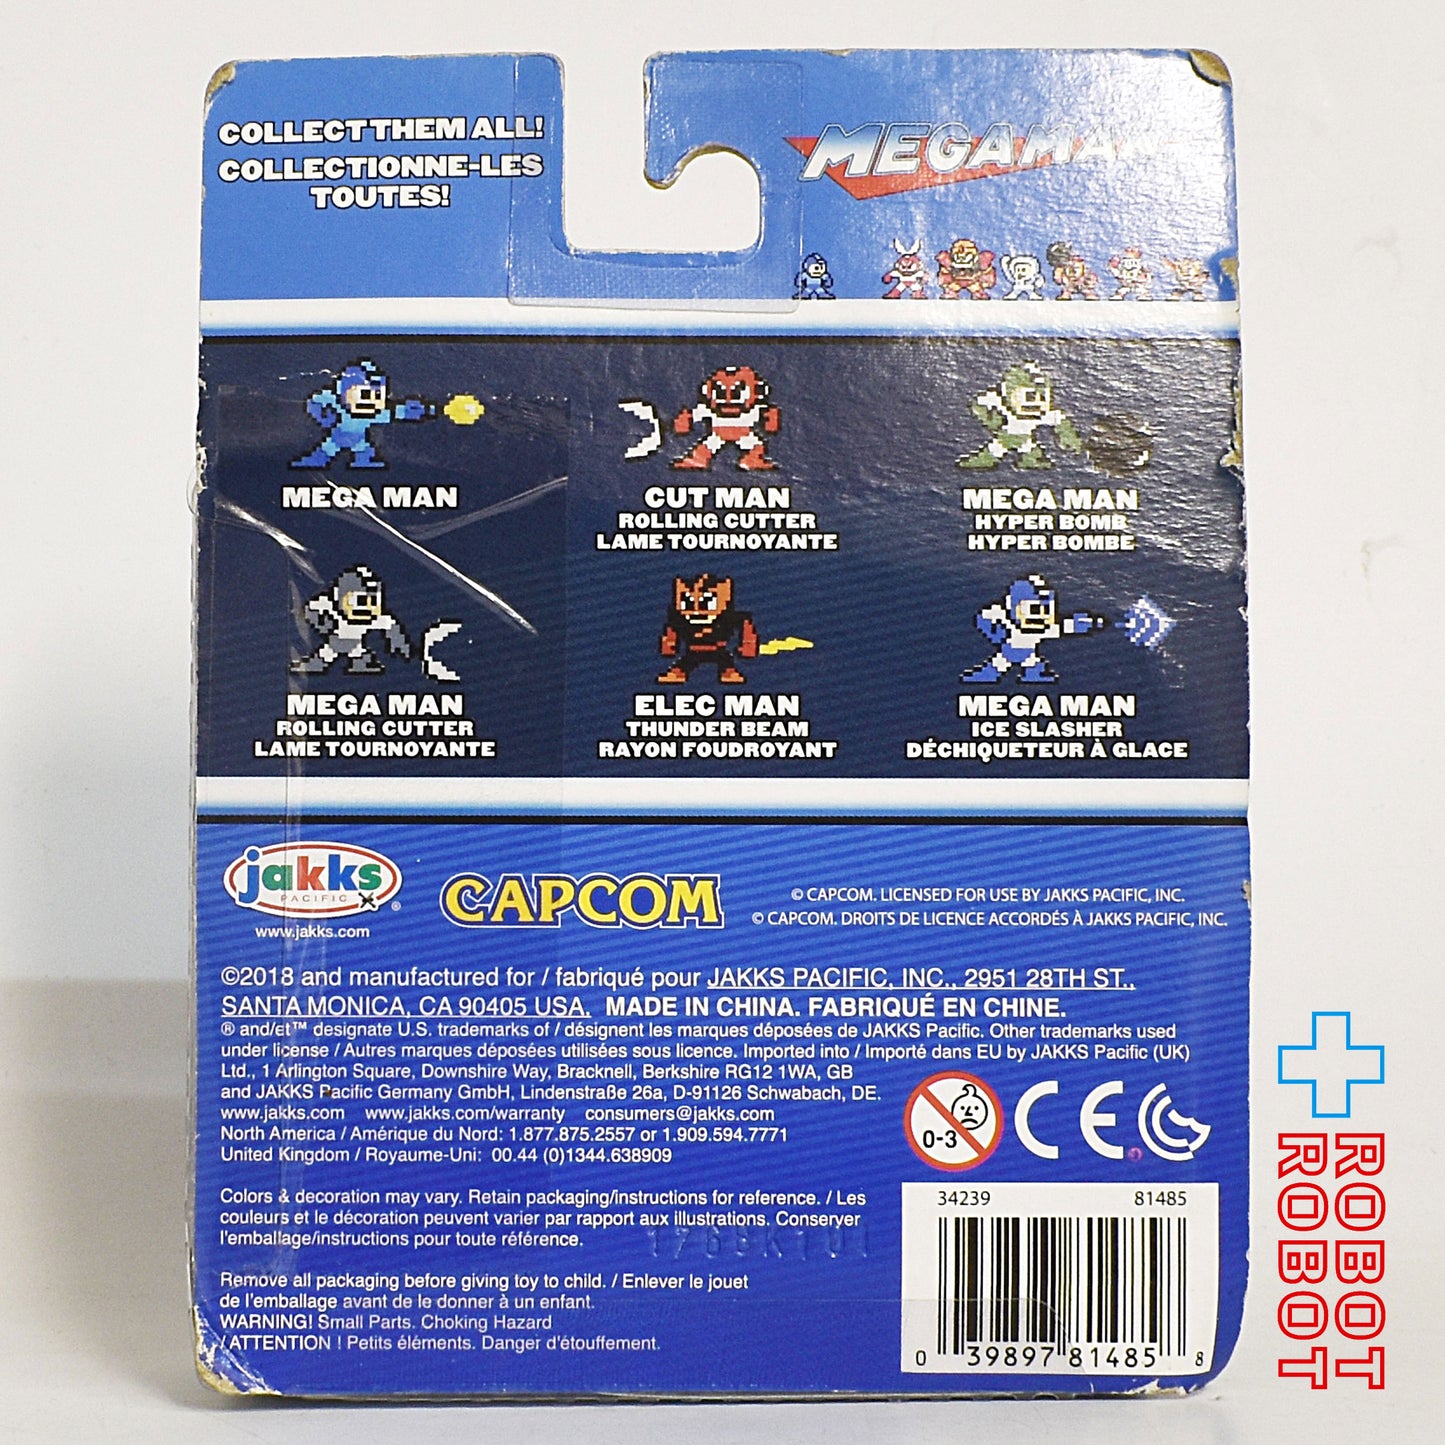 COLLECT THEM ALL!
COLLECTIONNE-LES
TOUTES!
MEGAMAN
MEGA MAN
CUT MAN
ROLLING CUTTER
LAME TOURNOYANTE
MEGA MAN
HYPER BOMB
HYPER BOMBE
MEGA MAN
ROLLING CUTTER
LAME TOURNOYANTE
ELEC MAN
THUNDER BEAM
RAYON FOUDROYANT
MEGA MAN
ICE SLASHER
DÉCHIQUETEUR À GLACE
jakks
PACIFIC ®
www.jakks.com
CAPCOM
© CAPCOM. LICENSED FOR USE BY JAKKS PACIFIC, INC.
© CAPCOM. DROITS DE LICENCE ACCORDÉS À JAKKS PACIFIC, INC.
©2018 and manufactured for / fabriqué pour JAKKS PACIFIC, INC., 2951 28TH ST.,
SANTA MONICA, CA 90405 USA. MADE IN CHINA. FABRIQUÉ EN CHINE.
® and/et™ designate U.S. trademarks of / désignent les marques déposées de JAKKS Pacific. Other trademarks used
under license / Autres marques déposées utilisées sous licence. Imported into / Importé dans EU by JAKKS Pacific (UK)
Ltd., 1 Arlington Square, Downshire Way, Bracknell, Berkshire RG12 1WA, GB
and JAKKS Pacific Germany GmbH, Lindenstraße 26a, D-91126 Schwabach, DE.
www.jakks.com www.jakks.com/warranty consumers@jakks.com
North America / Amérique du Nord: 1.877.875.2557 or 1.909.594.7771
United Kingdom / Royaume-Uni: 00.44 (0)1344.638909
0-3
CE
Colors & decoration may vary. Retain packaging/instructions for reference. / Les
couleurs et le décoration peuvent varier par rapport aux illustrations. Conserver
l'emballage/instructions pour toute référence.
Remove all packaging before giving toy to child. / Enlever le jouet
de l'emballage avant de le donner à un enfant.
WARNING! Small Parts. Choking Hazard
/ ATTENTION ! Petits éléments. Danger d'étouffement.
34239 81485
0 39897 81485 8
ROBOT
ROBOT